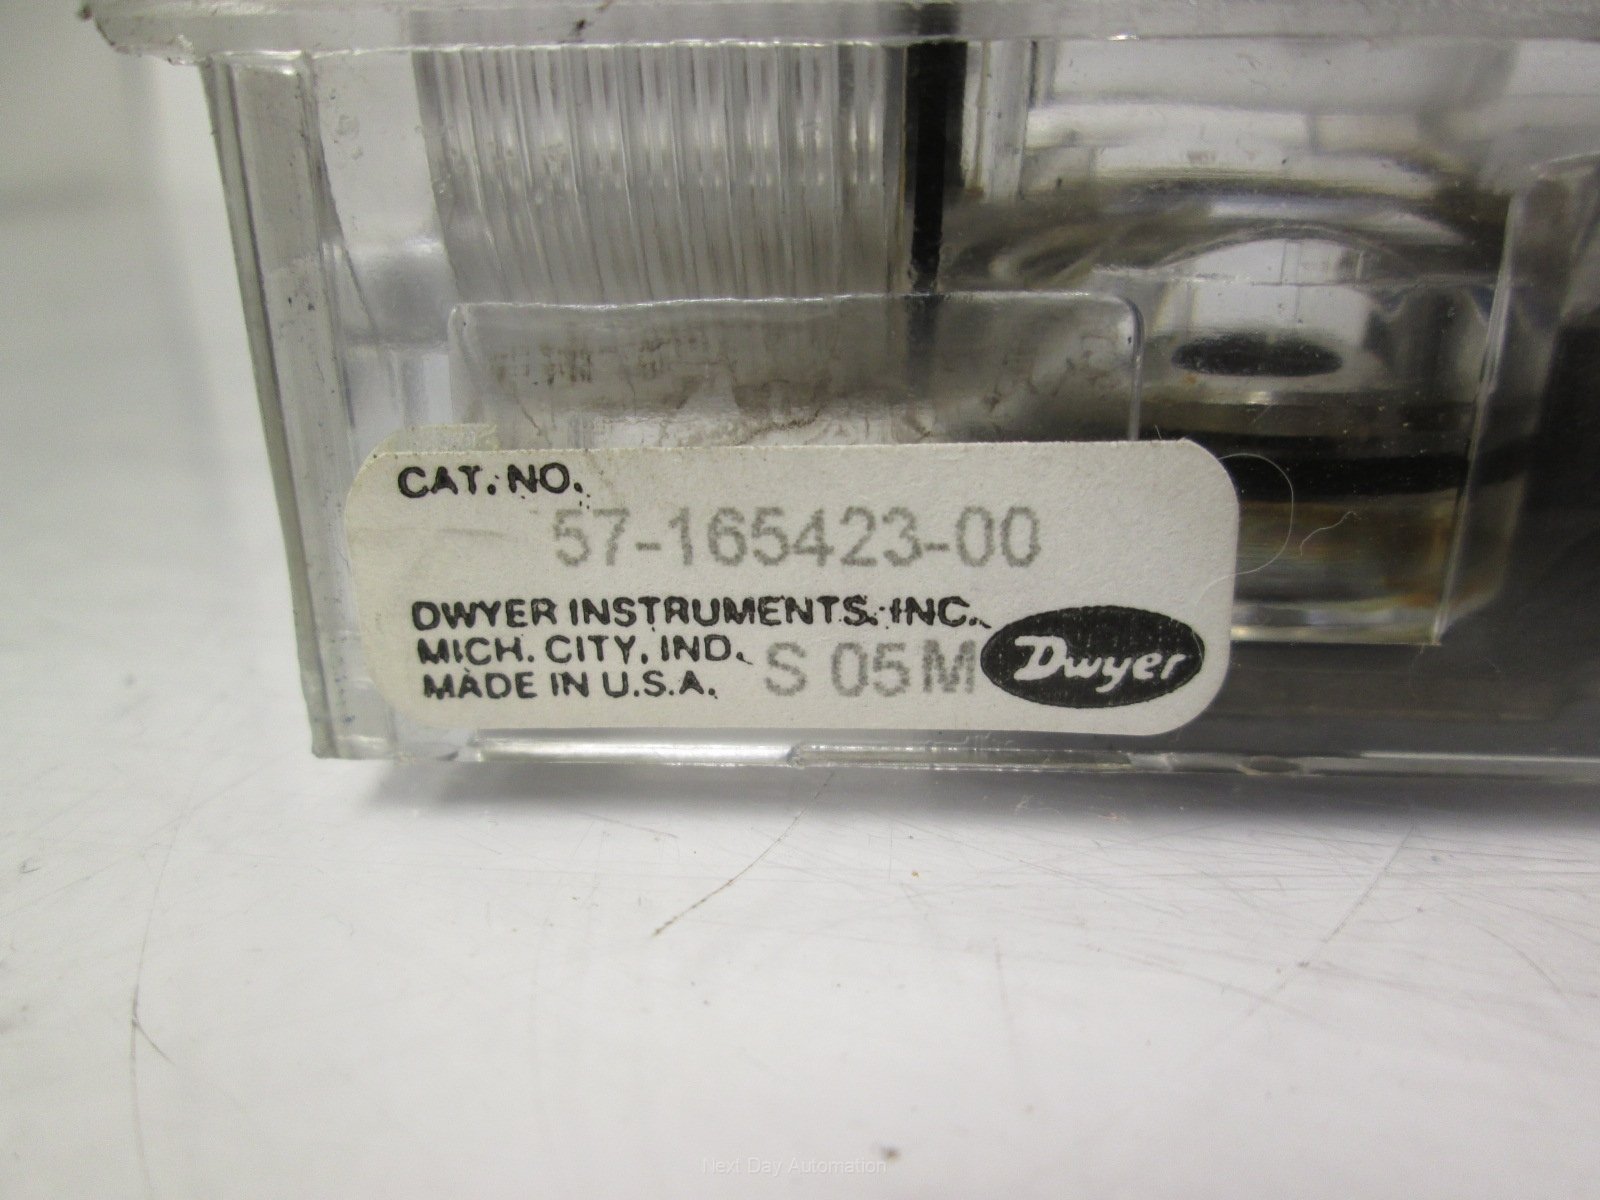 CAT. NO.
57-165423-00
DWYER INSTRUMENTS, INC.
MICH. CITY, IND.
MADE IN U.S.A.
S 05M
Dwyer
Next Day Automation